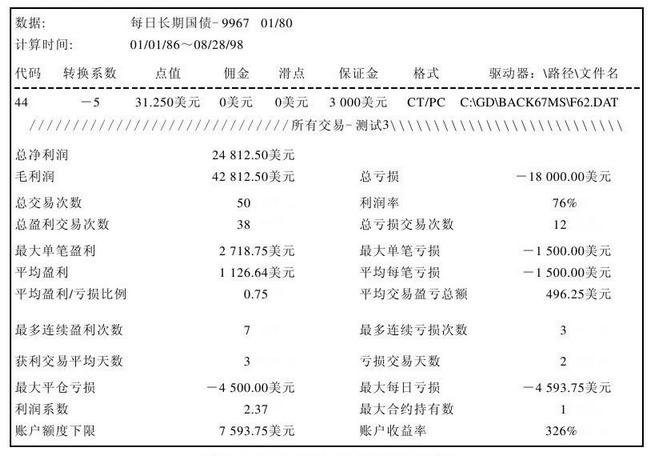 数据: 每日长期国债-9967 01/80
计算时间: 01/01/86～08/28/98
代码 转换系数 点值 佣金 滑点 保证金 格式 驱动器：\路径\文件名
44 -5 31.250美元 0美元 0美元 3 000美元 CT/PC C:\GD\BACK67MS\F62.DAT
//////////////////////////////所有交易-测试3\\\\\\\\\\\\\\\\\\\\\\\\\\\
总净利润 24 812.50美元
毛利润 42 812.50美元 总亏损 -18 000.00美元
总交易次数 50 利润率 76%
总盈利交易次数 38 总亏损交易次数 12
最大单笔盈利 2 718.75美元 最大单笔亏损 -1 500.00美元
平均盈利 1 126.64美元 平均每笔亏损 -1 500.00美元
平均盈利/亏损比例 0.75 平均交易盈亏总额 496.25美元
最多连续盈利次数 7 最多连续亏损次数 3
获利交易平均天数 3 亏损交易天数 2
最大平仓亏损 -4 500.00美元 最大每日亏损 -4 593.75美元
利润系数 2.37 最大合约持有数 1
账户额度下限 7 593.75美元 账户收益率 326%